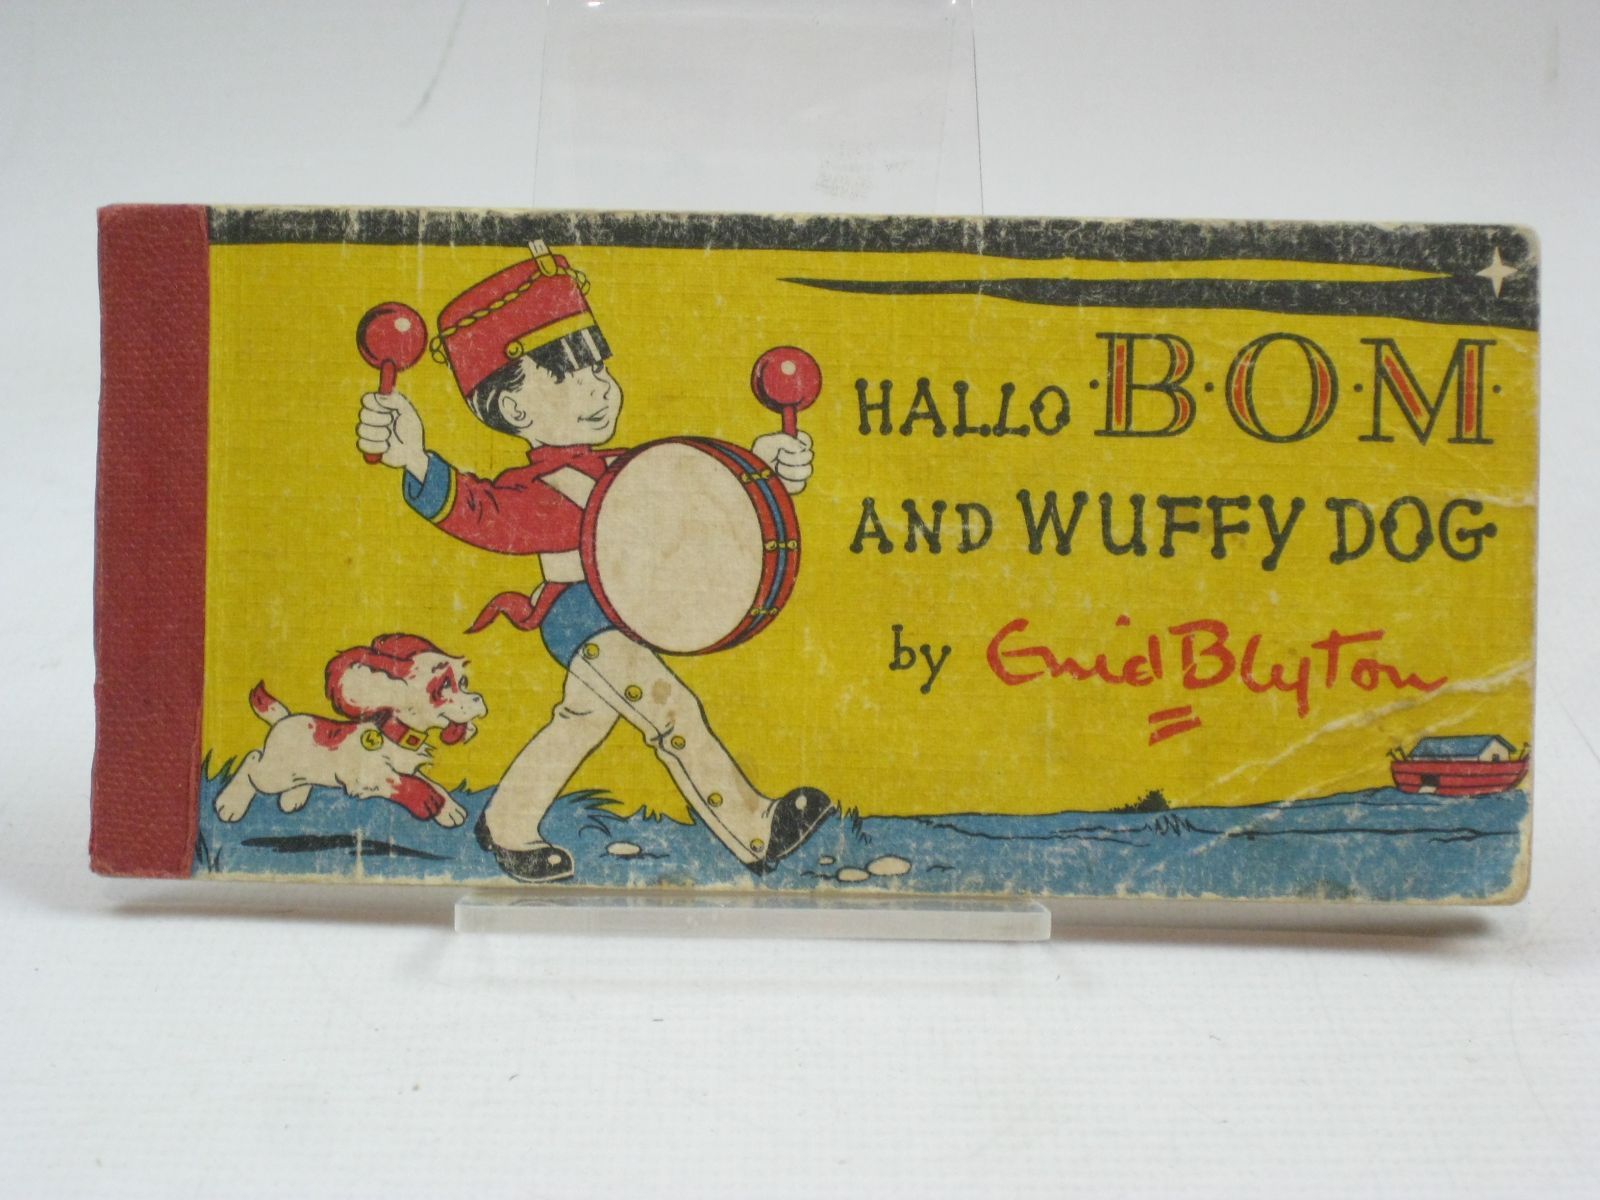 HALLO ·B·O·M·
AND WUFFY DOG
by Enid Blyton